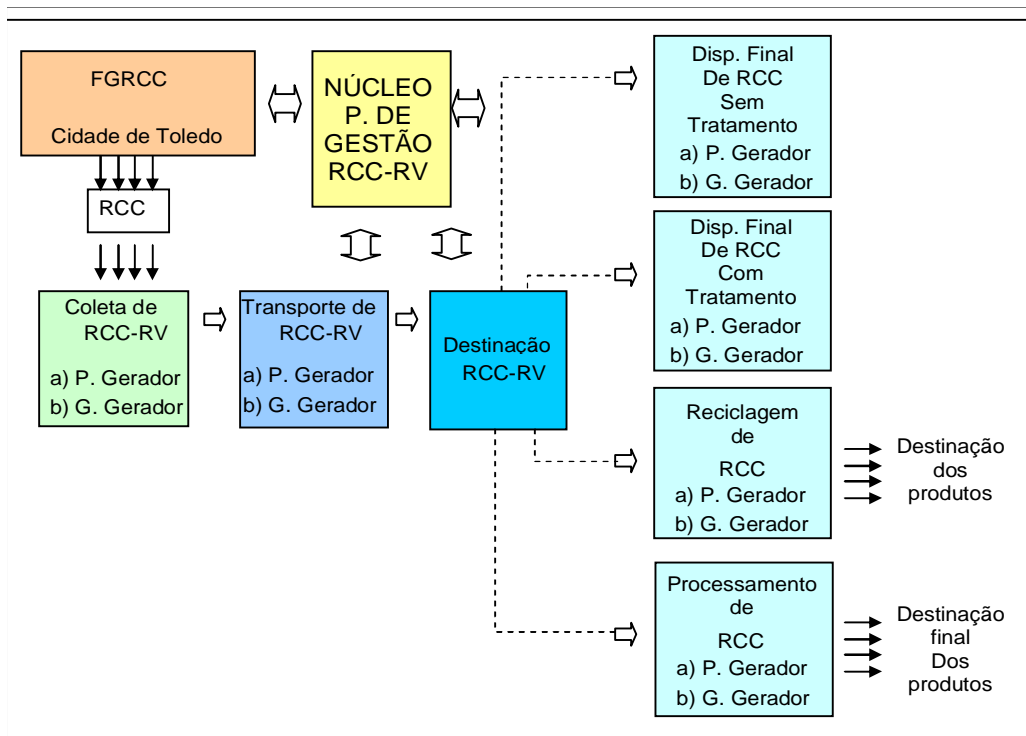 FGRCC
Cidade de Toledo
NÚCLEO
P. DE
GESTÃO
RCC-RV
RCC
Coleta de
RCC-RV
a) P. Gerador
b) G. Gerador
Transporte de
RCC-RV
a) P. Gerador
b) G. Gerador
Destinação
RCC-RV
Disp. Final
De RCC
Sem
Tratamento
a) P. Gerador
b) G. Gerador
Disp. Final
De RCC
Com
Tratamento
a) P. Gerador
b) G. Gerador
Reciclagem
de
RCC
a) P. Gerador
b) G. Gerador
Destinação
dos
produtos
Processamento
de
RCC
a) P. Gerador
b) G. Gerador
Destinação
final
Dos
produtos